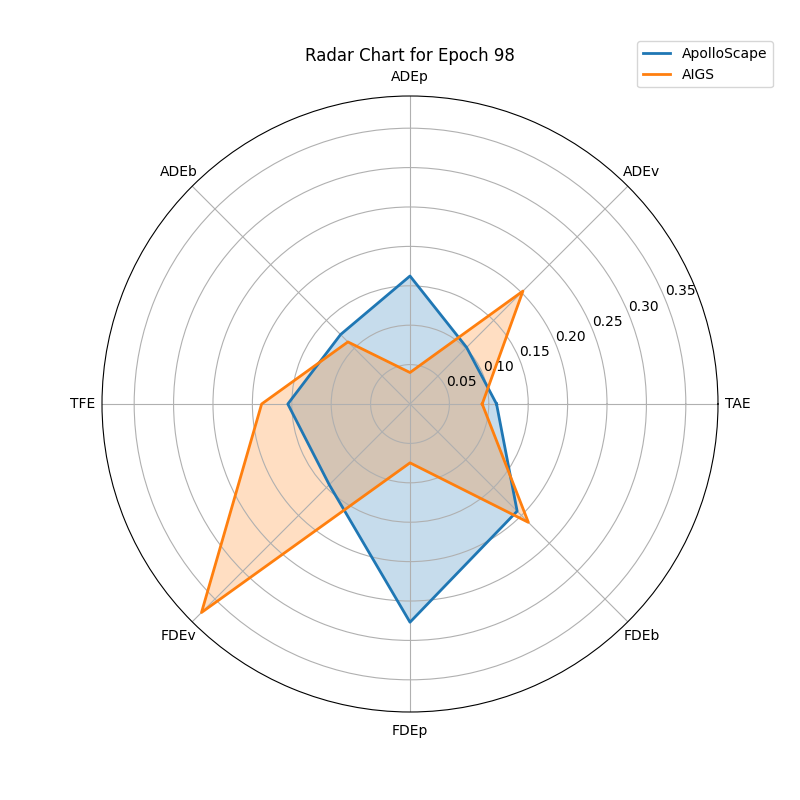 Radar Chart for Epoch 98
ApolloScape
AIGS
ADEp
ADEb
ADEv
0.35
0.30
0.25
0.20
0.15
0.10
0.05
TFE
TAE
FDEv
FDEb
FDEp